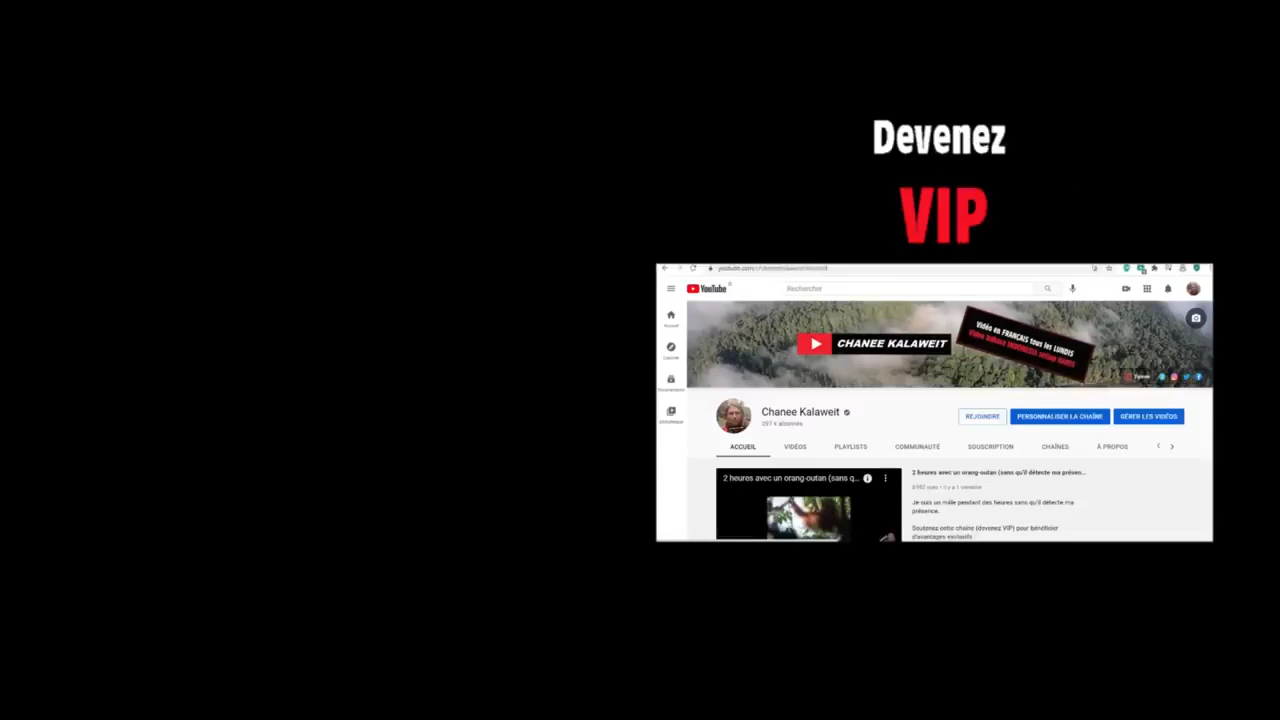 Devenez
VIP
YouTube
Rechercher
CHANEE KALAWEIT
Vidéo en FRANCAIS tous les LUNDIS
Chanee Kalaweit
REJOINDRE
PERSONNALISER LA CHAÎNE
GÉRER LES VIDÉOS
ACCUEIL
VIDÉOS
PLAYLISTS
COMMUNAUTÉ
SOUSCRIPTION
CHAÎNES
À PROPOS
2 heures avec un orang-outan (sans q...
2 heures avec un orang-outan (sans qu'il détecte ma présen...
Je suis un mâle pendant des heures sans qu'il détecte ma
présence.
Soutenez cette chaîne (devenez VIP) pour bénéficier
d'avantages exclusifs